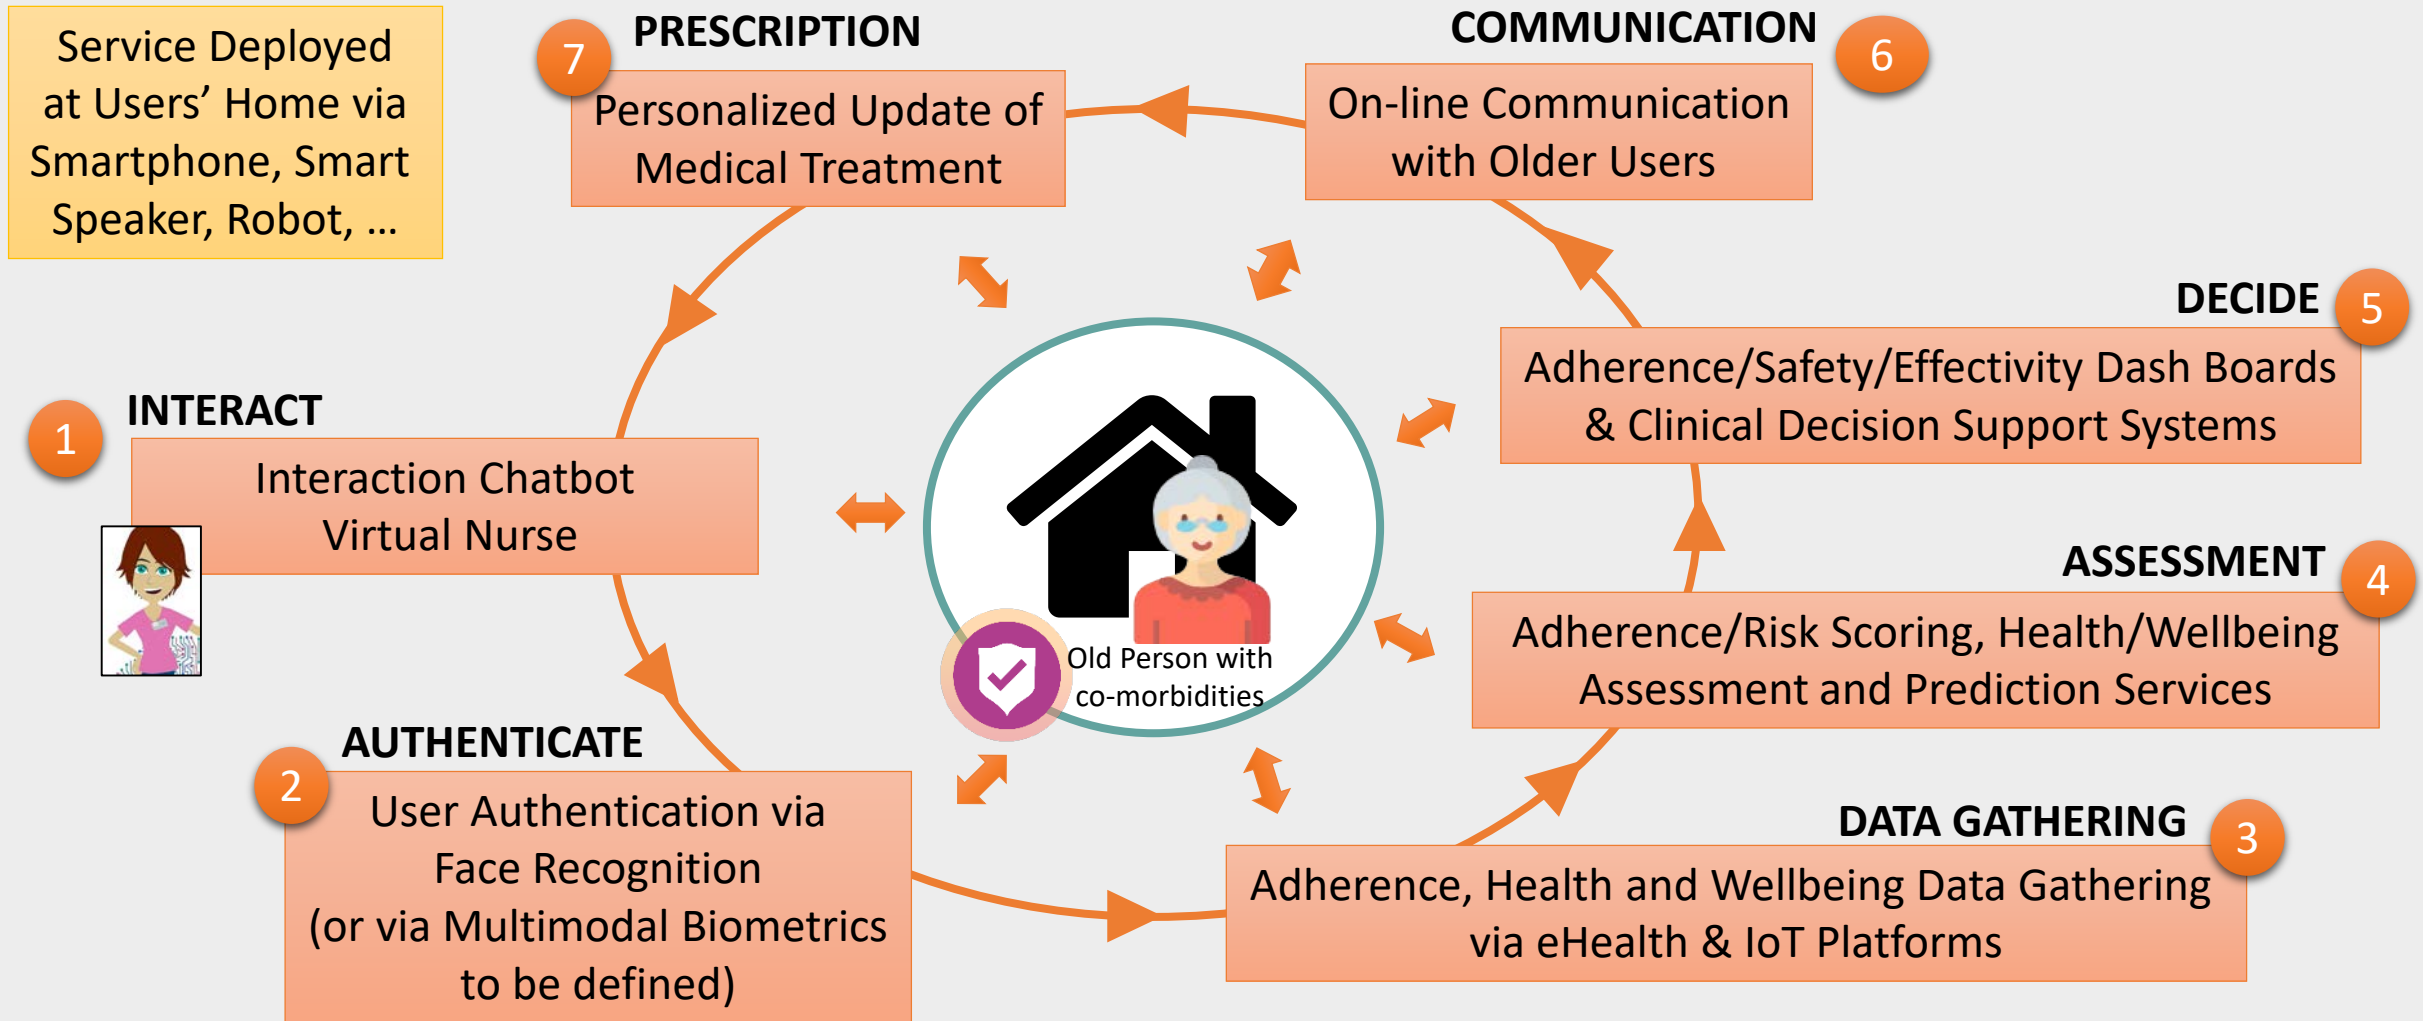 Service Deployed
at Users’ Home via
Smartphone, Smart
Speaker, Robot, ...
7
PRESCRIPTION
Personalized Update of
Medical Treatment
COMMUNICATION
6
On-line Communication
with Older Users
DECIDE
5
Adherence/Safety/Effectivity Dash Boards
& Clinical Decision Support Systems
1
INTERACT
Interaction Chatbot
Virtual Nurse
ASSESSMENT
4
Adherence/Risk Scoring, Health/Wellbeing
Assessment and Prediction Services
Old Person with
co-morbidities
2
AUTHENTICATE
User Authentication via
Face Recognition
(or via Multimodal Biometrics
to be defined)
DATA GATHERING
3
Adherence, Health and Wellbeing Data Gathering
via eHealth & IoT Platforms